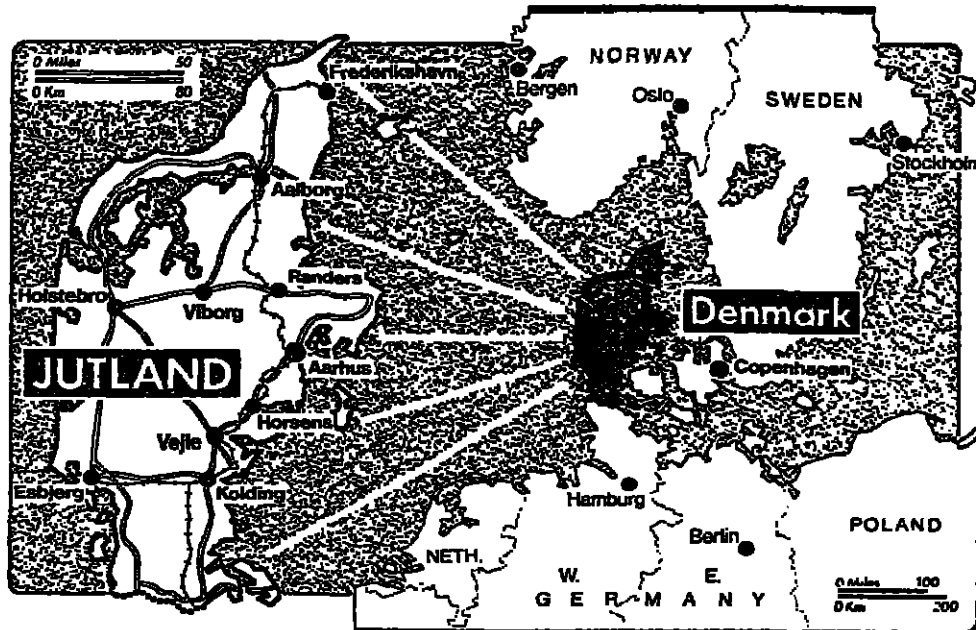 0 Miles 50
0 Km 80
Frederikshavn
Aalborg
Randers
Holstebro
Viborg
JUTLAND
Aarhus
Horsens
Vejle
Esbjerg
Kolding
NORWAY
Bergen
Oslo
SWEDEN
Stockholm
Denmark
Copenhagen
Hamburg
Berlin
POLAND
NETH.
W. E.
GERMANY
0 Miles 100
0 Km 200